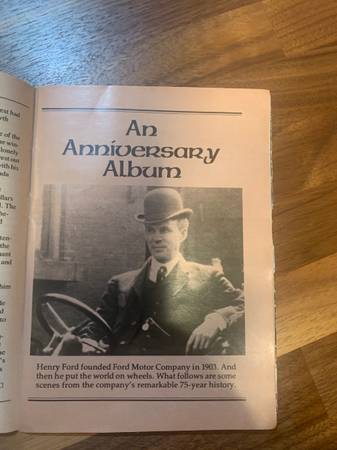 An
Anniversary
Album
Henry Ford founded Ford Motor Company in 1903. And
then he put the world on wheels. What follows are some
scenes from the company's remarkable 75-year history.